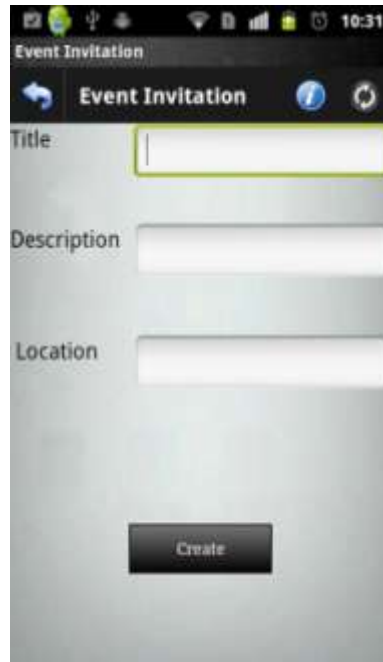 10:31
Event Invitation
Event Invitation
Title
Description
Location
Create